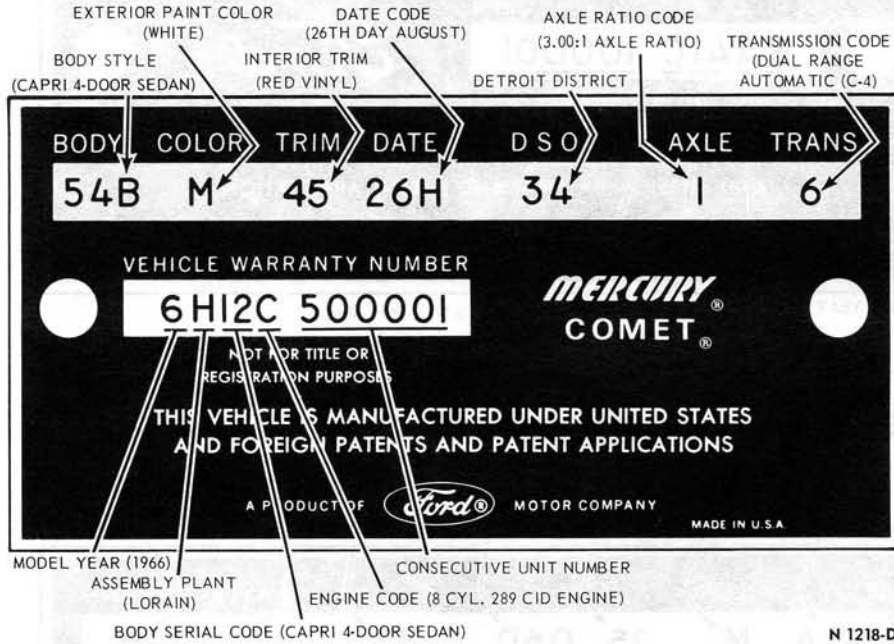 EXTERIOR PAINT COLOR
(WHITE)
DATE CODE
(26TH DAY AUGUST)
AXLE RATIO CODE
(3.00:1 AXLE RATIO)
BODY STYLE
(CAPRI 4-DOOR SEDAN)
INTERIOR TRIM
(RED VINYL)
DETROIT DISTRICT
TRANSMISSION CODE
(DUAL RANGE
AUTOMATIC (C-4)
BODY COLOR TRIM DATE D S O AXLE TRANS
54B M 45 26H 34 1 6
VEHICLE WARRANTY NUMBER
6H12C 500001
NOT FOR TITLE OR
REGISTRATION PURPOSES
MERCURY®
COMET®
THIS VEHICLE IS MANUFACTURED UNDER UNITED STATES
AND FOREIGN PATENTS AND PATENT APPLICATIONS
A PRODUCT OF Ford® MOTOR COMPANY
MADE IN U.S.A.
MODEL YEAR (1966)
ASSEMBLY PLANT
(LORAIN)
CONSECUTIVE UNIT NUMBER
ENGINE CODE (8 CYL. 289 CID ENGINE)
BODY SERIAL CODE (CAPRI 4-DOOR SEDAN)
N 1218-D